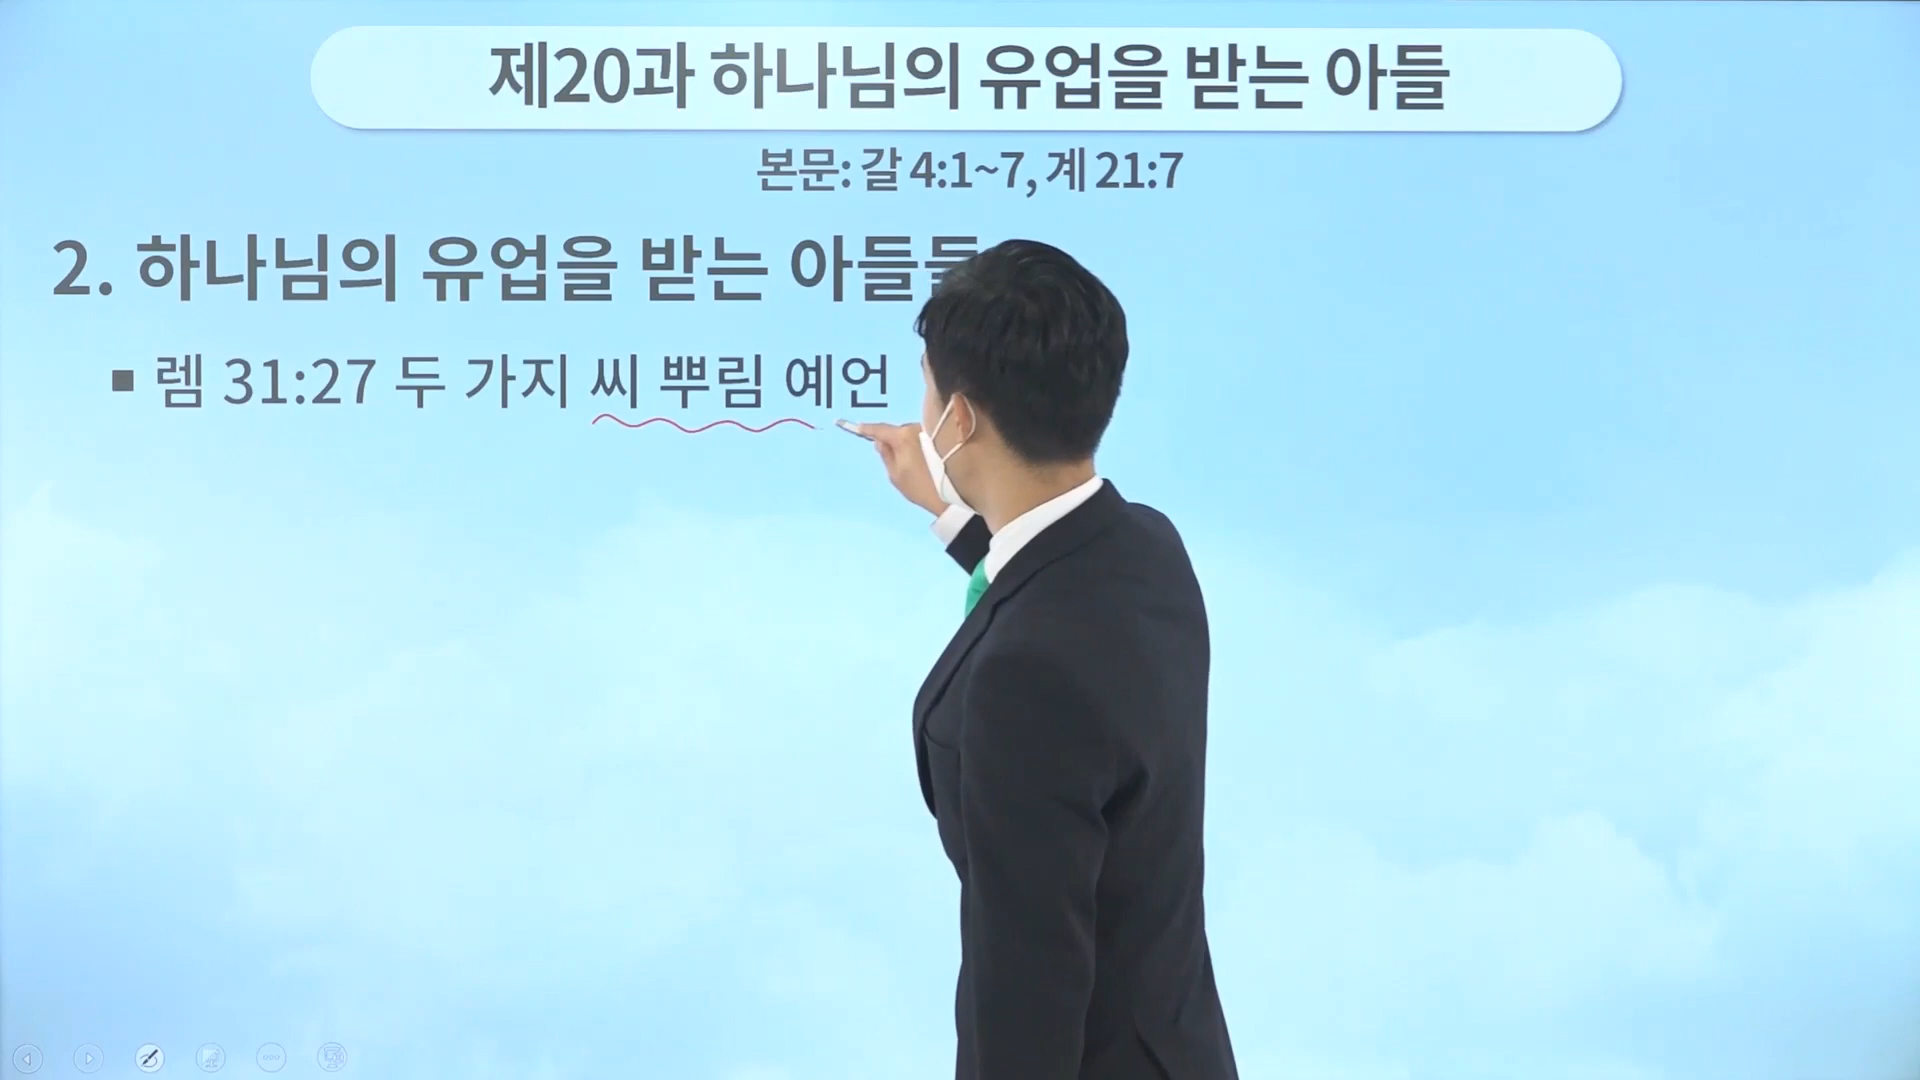 제20과 하나님의 유업을 받는 아들
본문: 갈 4:1~7, 계 21:7
2. 하나님의 유업을 받는 아들들
▪ 렘 31:27 두 가지 씨 뿌림 예언